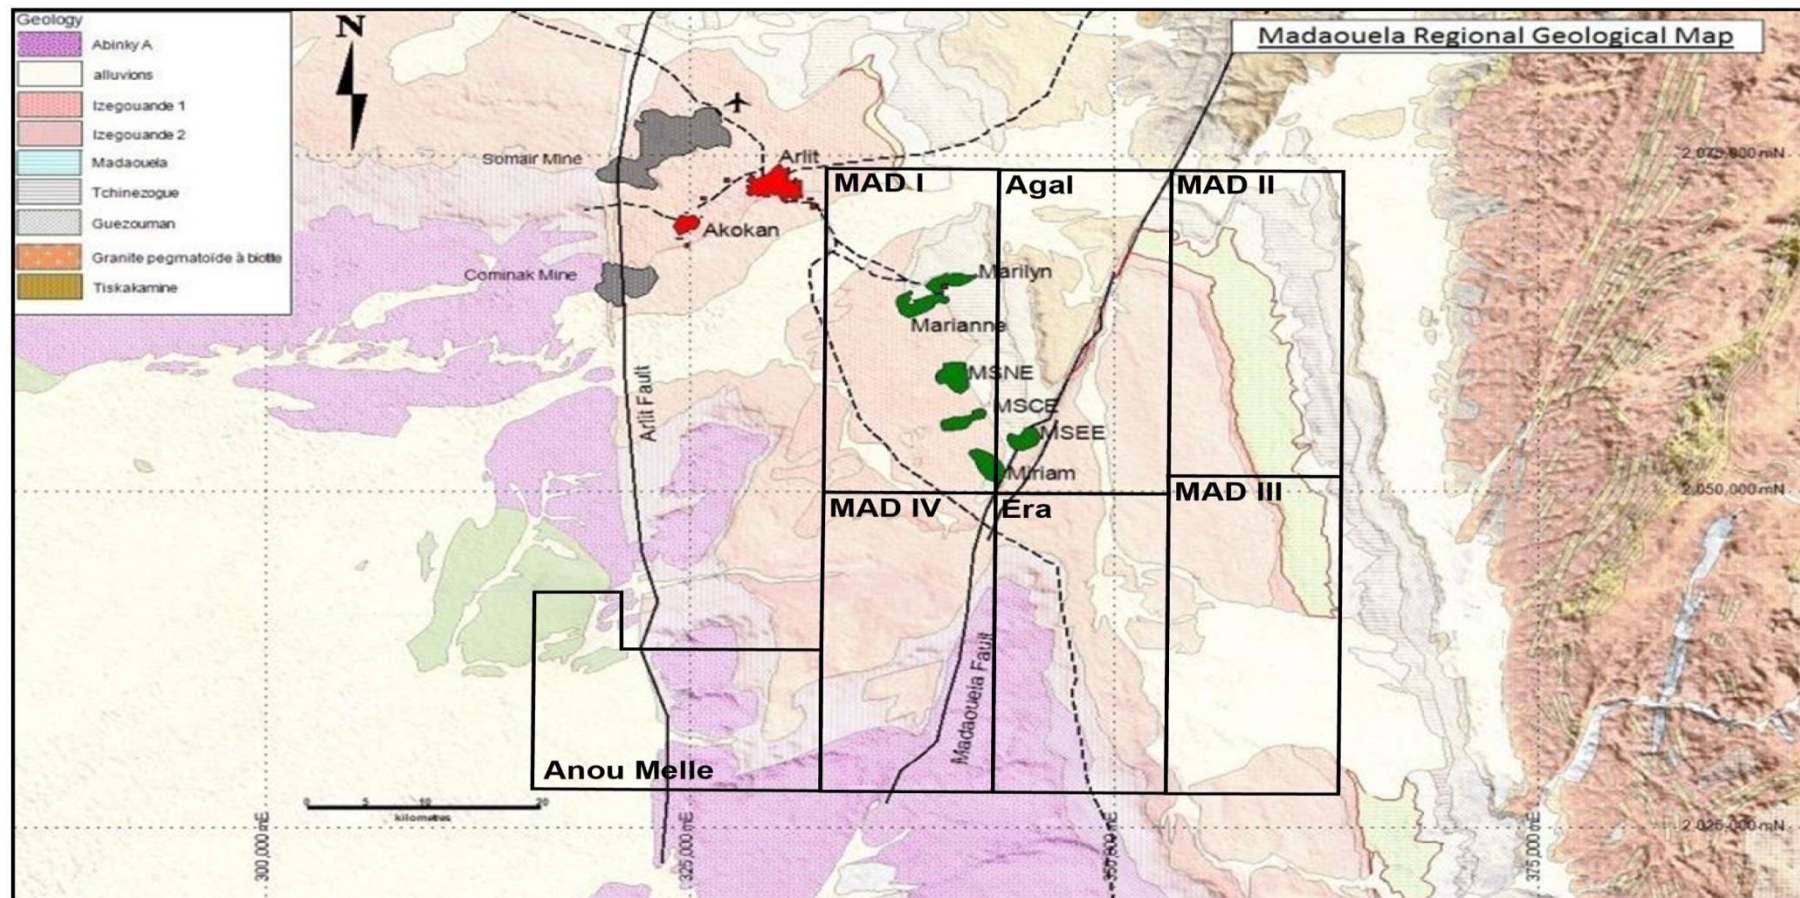 Geology
Abinky A
alluvions
Izegouande 1
Izegouande 2
Madaouela
Tchinezogue
Guezouman
Granite pegmatoïde à biotte
Tiskakamine
N
Madaouela Regional Geological Map
Somair Mine
Arlit
2,075,000 mN
MAD I
Agal
MAD II
Akokan
Cominak Mine
Marilyn
Marianne
MSNE
Arlit Fault
MSCE
MSEE
Miriam
2,050,000 mN
MAD IV
Era
MAD III
Madaouela Fault
Anou Melle
0 5 10 20
kilometres
2,025,000 mN
300,000 mE
325,000 mE
350,000 mE
375,000 mE